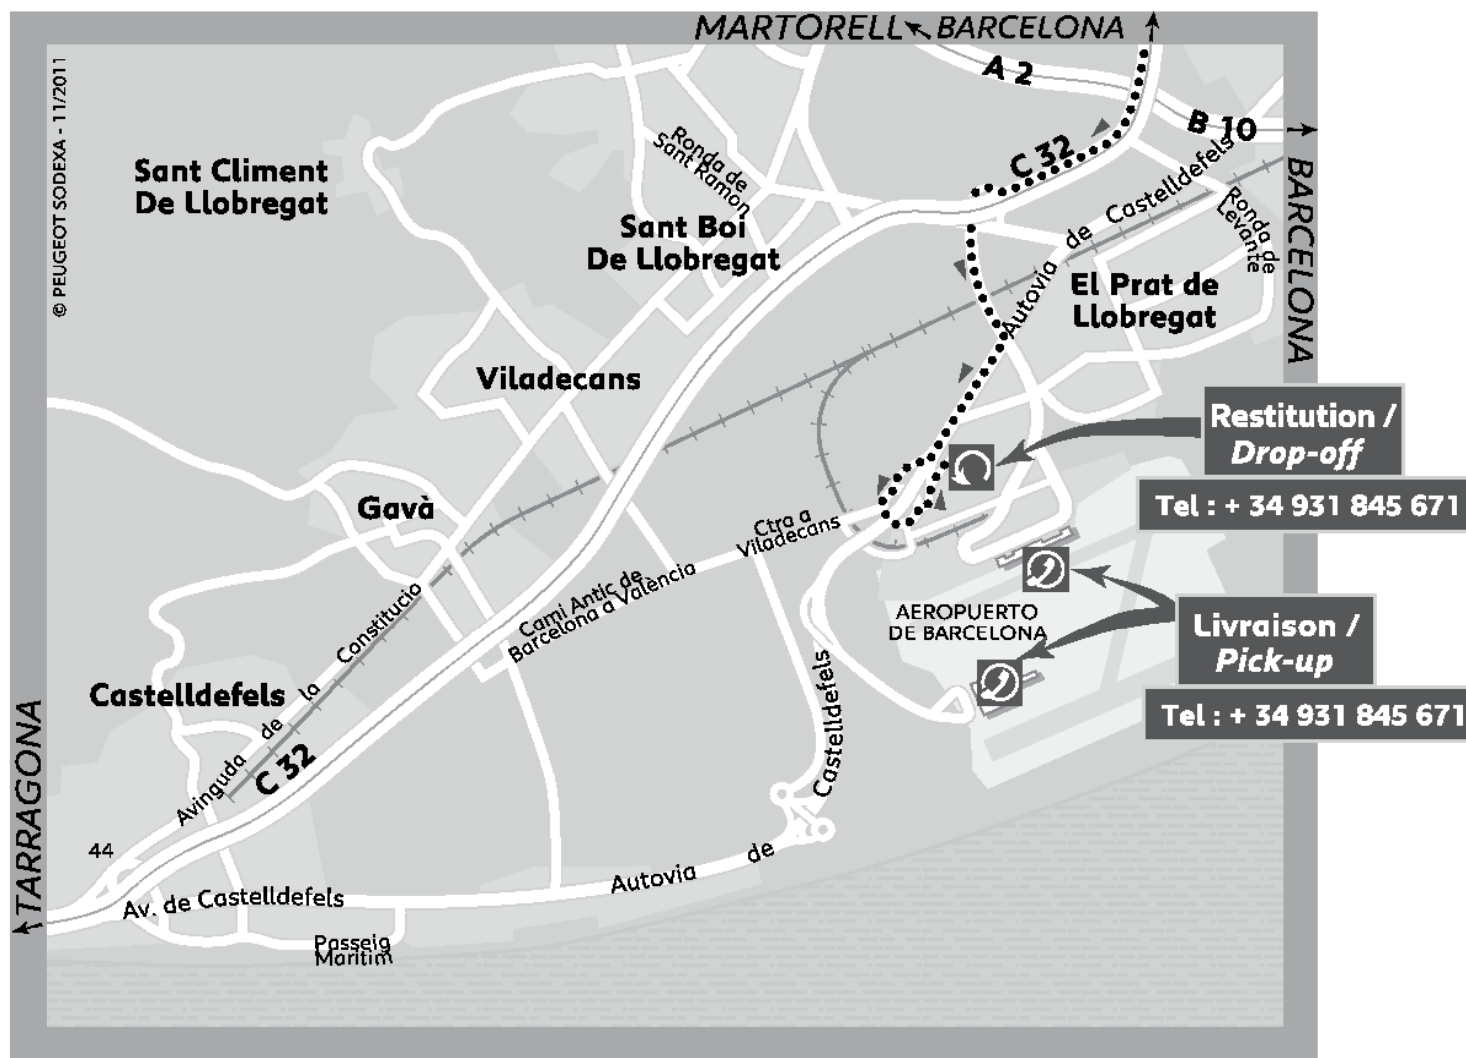 MARTORELL
BARCELONA
© PEUGEOT SODEXA - 11/2011
A 2
B 10
C 32
Sant Climent
De Llobregat
Ronda de
Sant Ramon
Sant Boi
De Llobregat
Autovía de Castelldefels
Ronda de
Levante
BARCELONA
El Prat de
Llobregat
Viladecans
Restitution /
Drop-off
Tel : + 34 931 845 671
Gavà
Ctra a
Viladecans
Cami Antic de
Barcelona a València
AEROPUERTO
DE BARCELONA
Livraison /
Pick-up
Tel : + 34 931 845 671
Castelldefels
Avinguda de la Constitucio
C 32
TARRAGONA
44
Av. de Castelldefels
Autovia de Castelldefels
Passeig
Maritim